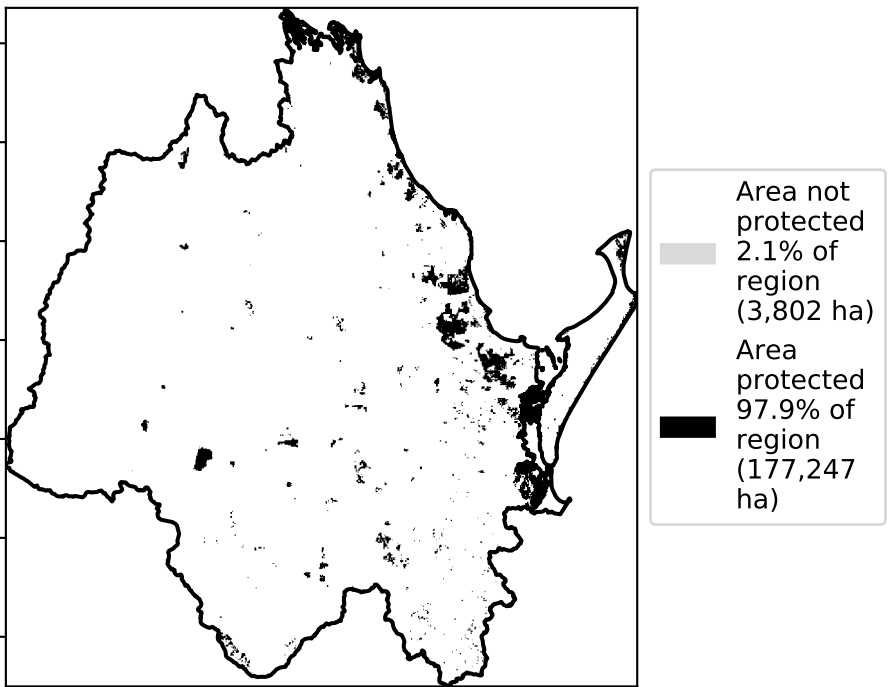 Area not
protected
2.1% of
region
(3,802 ha)
Area
protected
97.9% of
region
(177,247
ha)